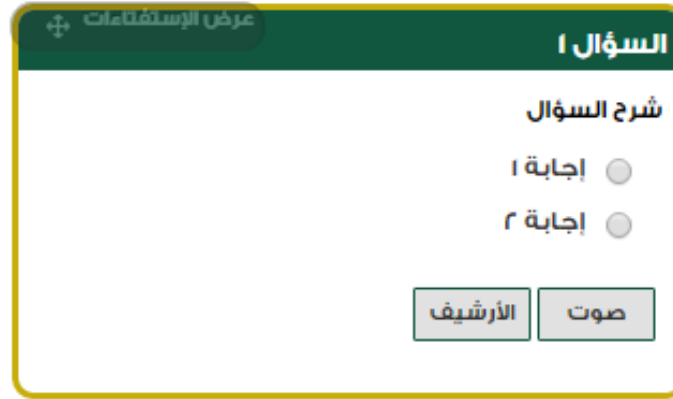 عرض الإستفتاءات
السؤال ١
شرح السؤال
إجابة ١
إجابة ٢
صوت
الأرشيف